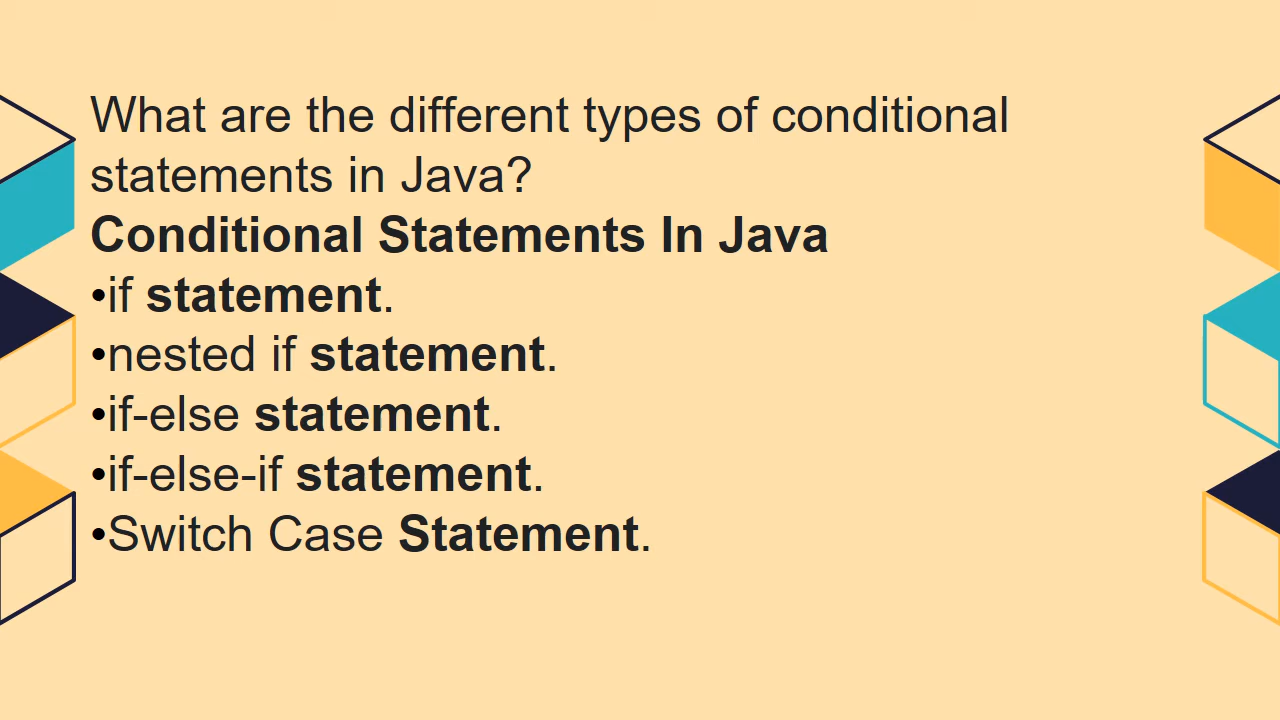 What are the different types of conditional
statements in Java?
Conditional Statements In Java
•if statement.
•nested if statement.
•if-else statement.
•if-else-if statement.
•Switch Case Statement.